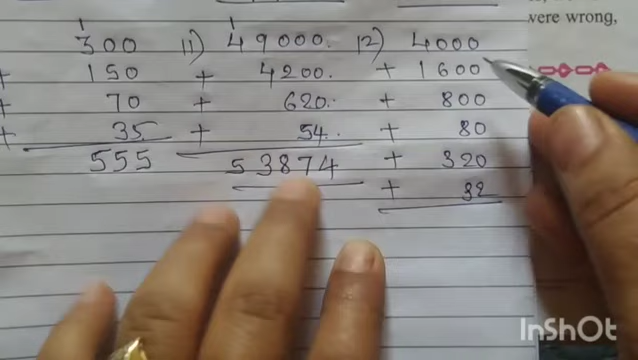 were wrong,
300 11) 49000. 12) 4000
+ 150 + 4200. + 1600
+ 70 + 620. + 800
+ 35 + 54. + 80
555 53874 + 320
+ 32
InShOt